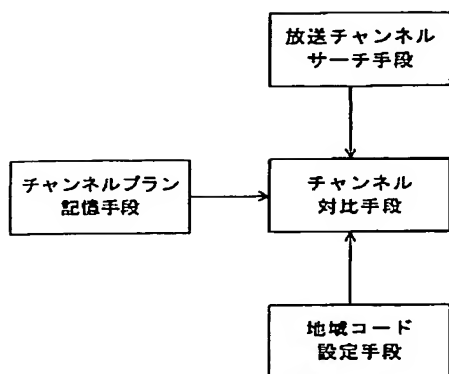 放送チャンネル
サーチ手段
チャンネルプラン
記憶手段
チャンネル
対比手段
地域コード
設定手段